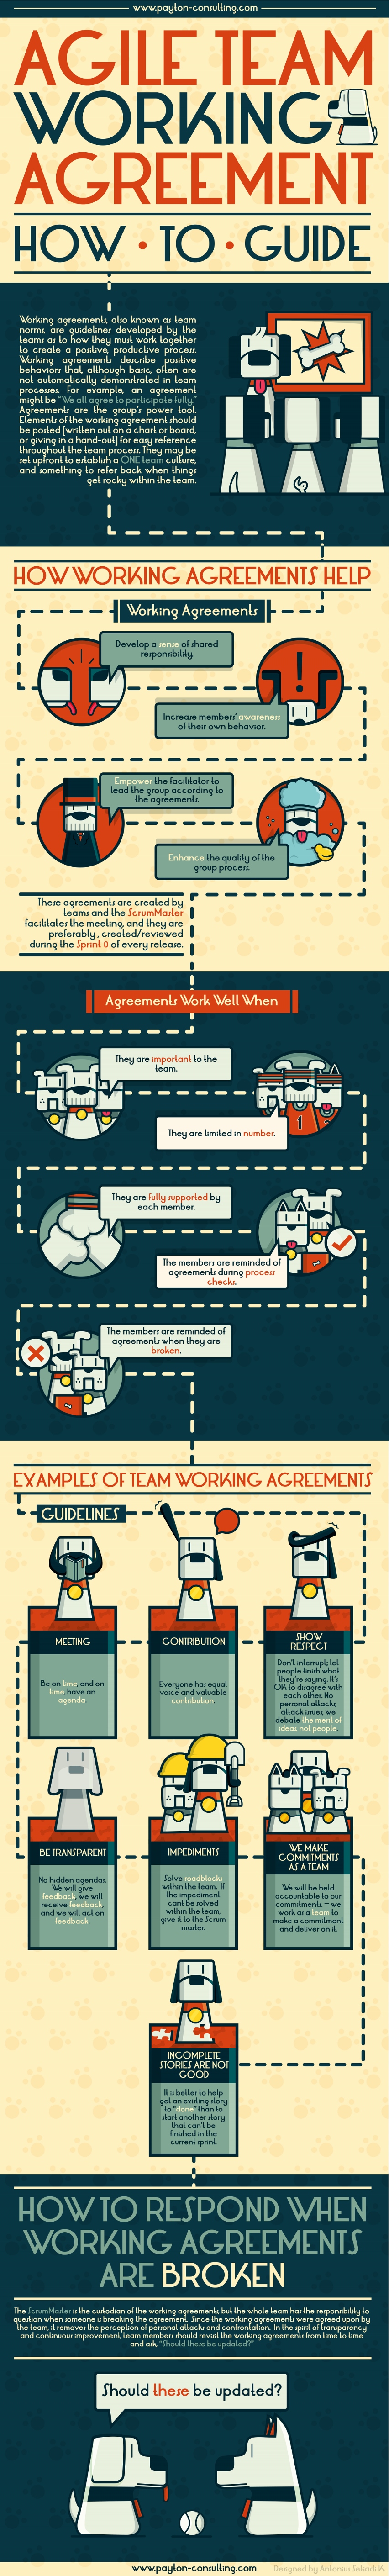 www.payton-consulting.com
AGILE TEAM
WORKING
AGREEMENT
HOW • TO • GUIDE
Working agreements, also known as team
norms, are guidelines developed by the
teams as to how they must work together
to create a positive, productive process.
Working agreements describe positive
behaviors that, although basic, often are
not automatically demonstrated in team
processes. For example, an agreement
might be "We all agree to participate fully."
Agreements are the group's power tool.
Elements of the working agreement should
be posted (written out on a chart or board,
or giving in a hand-out) for easy reference
throughout the team process. They may be
set upfront to establish a ONE team culture,
and something to refer back when things
get rocky within the team.
HOW WORKING AGREEMENTS HELP
Working Agreements
Develop a sense of shared
responsibility.
Increase members' awareness
of their own behavior.
Empower the facilitator to
lead the group according to
the agreements.
Enhance the quality of the
group process.
These agreements are created by
teams and the ScrumMaster
facilitates the meeting, and they are
preferably, created/reviewed
during the Sprint 0 of every release.
Agreements Work Well When
They are important to the
team.
They are limited in number.
They are fully supported by
each member.
The members are reminded of
agreements during process
checks.
The members are reminded of
agreements when they are
broken.
EXAMPLES OF TEAM WORKING AGREEMENTS
GUIDELINES
MEETING
Be on time, end on
time, have an
agenda.
CONTRIBUTION
Everyone has equal
voice and valuable
contribution.
SHOW
RESPECT
Don't interrupt; let
people finish what
they're saying. It's
OK to disagree with
each other. No
personal attacks,
attack issues, we
debate the merit of
ideas, not people.
BE TRANSPARENT
No hidden agendas.
We will give
feedback, we will
receive feedback,
and we will act on
feedback.
IMPEDIMENTS
Solve roadblocks
within the team. If
the impediment
can't be solved
within the team,
give it to the Scrum
master.
WE MAKE
COMMITMENTS
AS A TEAM
We will be held
accountable to our
commitments – we
work as a team to
make a commitment
and deliver on it.
INCOMPLETE
STORIES ARE NOT
GOOD
It is better to help
get an existing story
to "done" than to
start another story
that can't be
finished in the
current sprint.
HOW TO RESPOND WHEN
WORKING AGREEMENTS
ARE BROKEN
The ScrumMaster is the custodian of the working agreements, but the whole team has the responsibility to
question when someone is breaking the agreement. Since the working agreements were agreed upon by
the team, it removes the perception of personal attacks and confrontation. In the spirit of transparency
and continuous improvement, team members should revisit the working agreements from time to time
and ask, "Should these be updated?"
Should these be updated?
www.payton-consulting.com
Designed by Antonius Setiadi K.